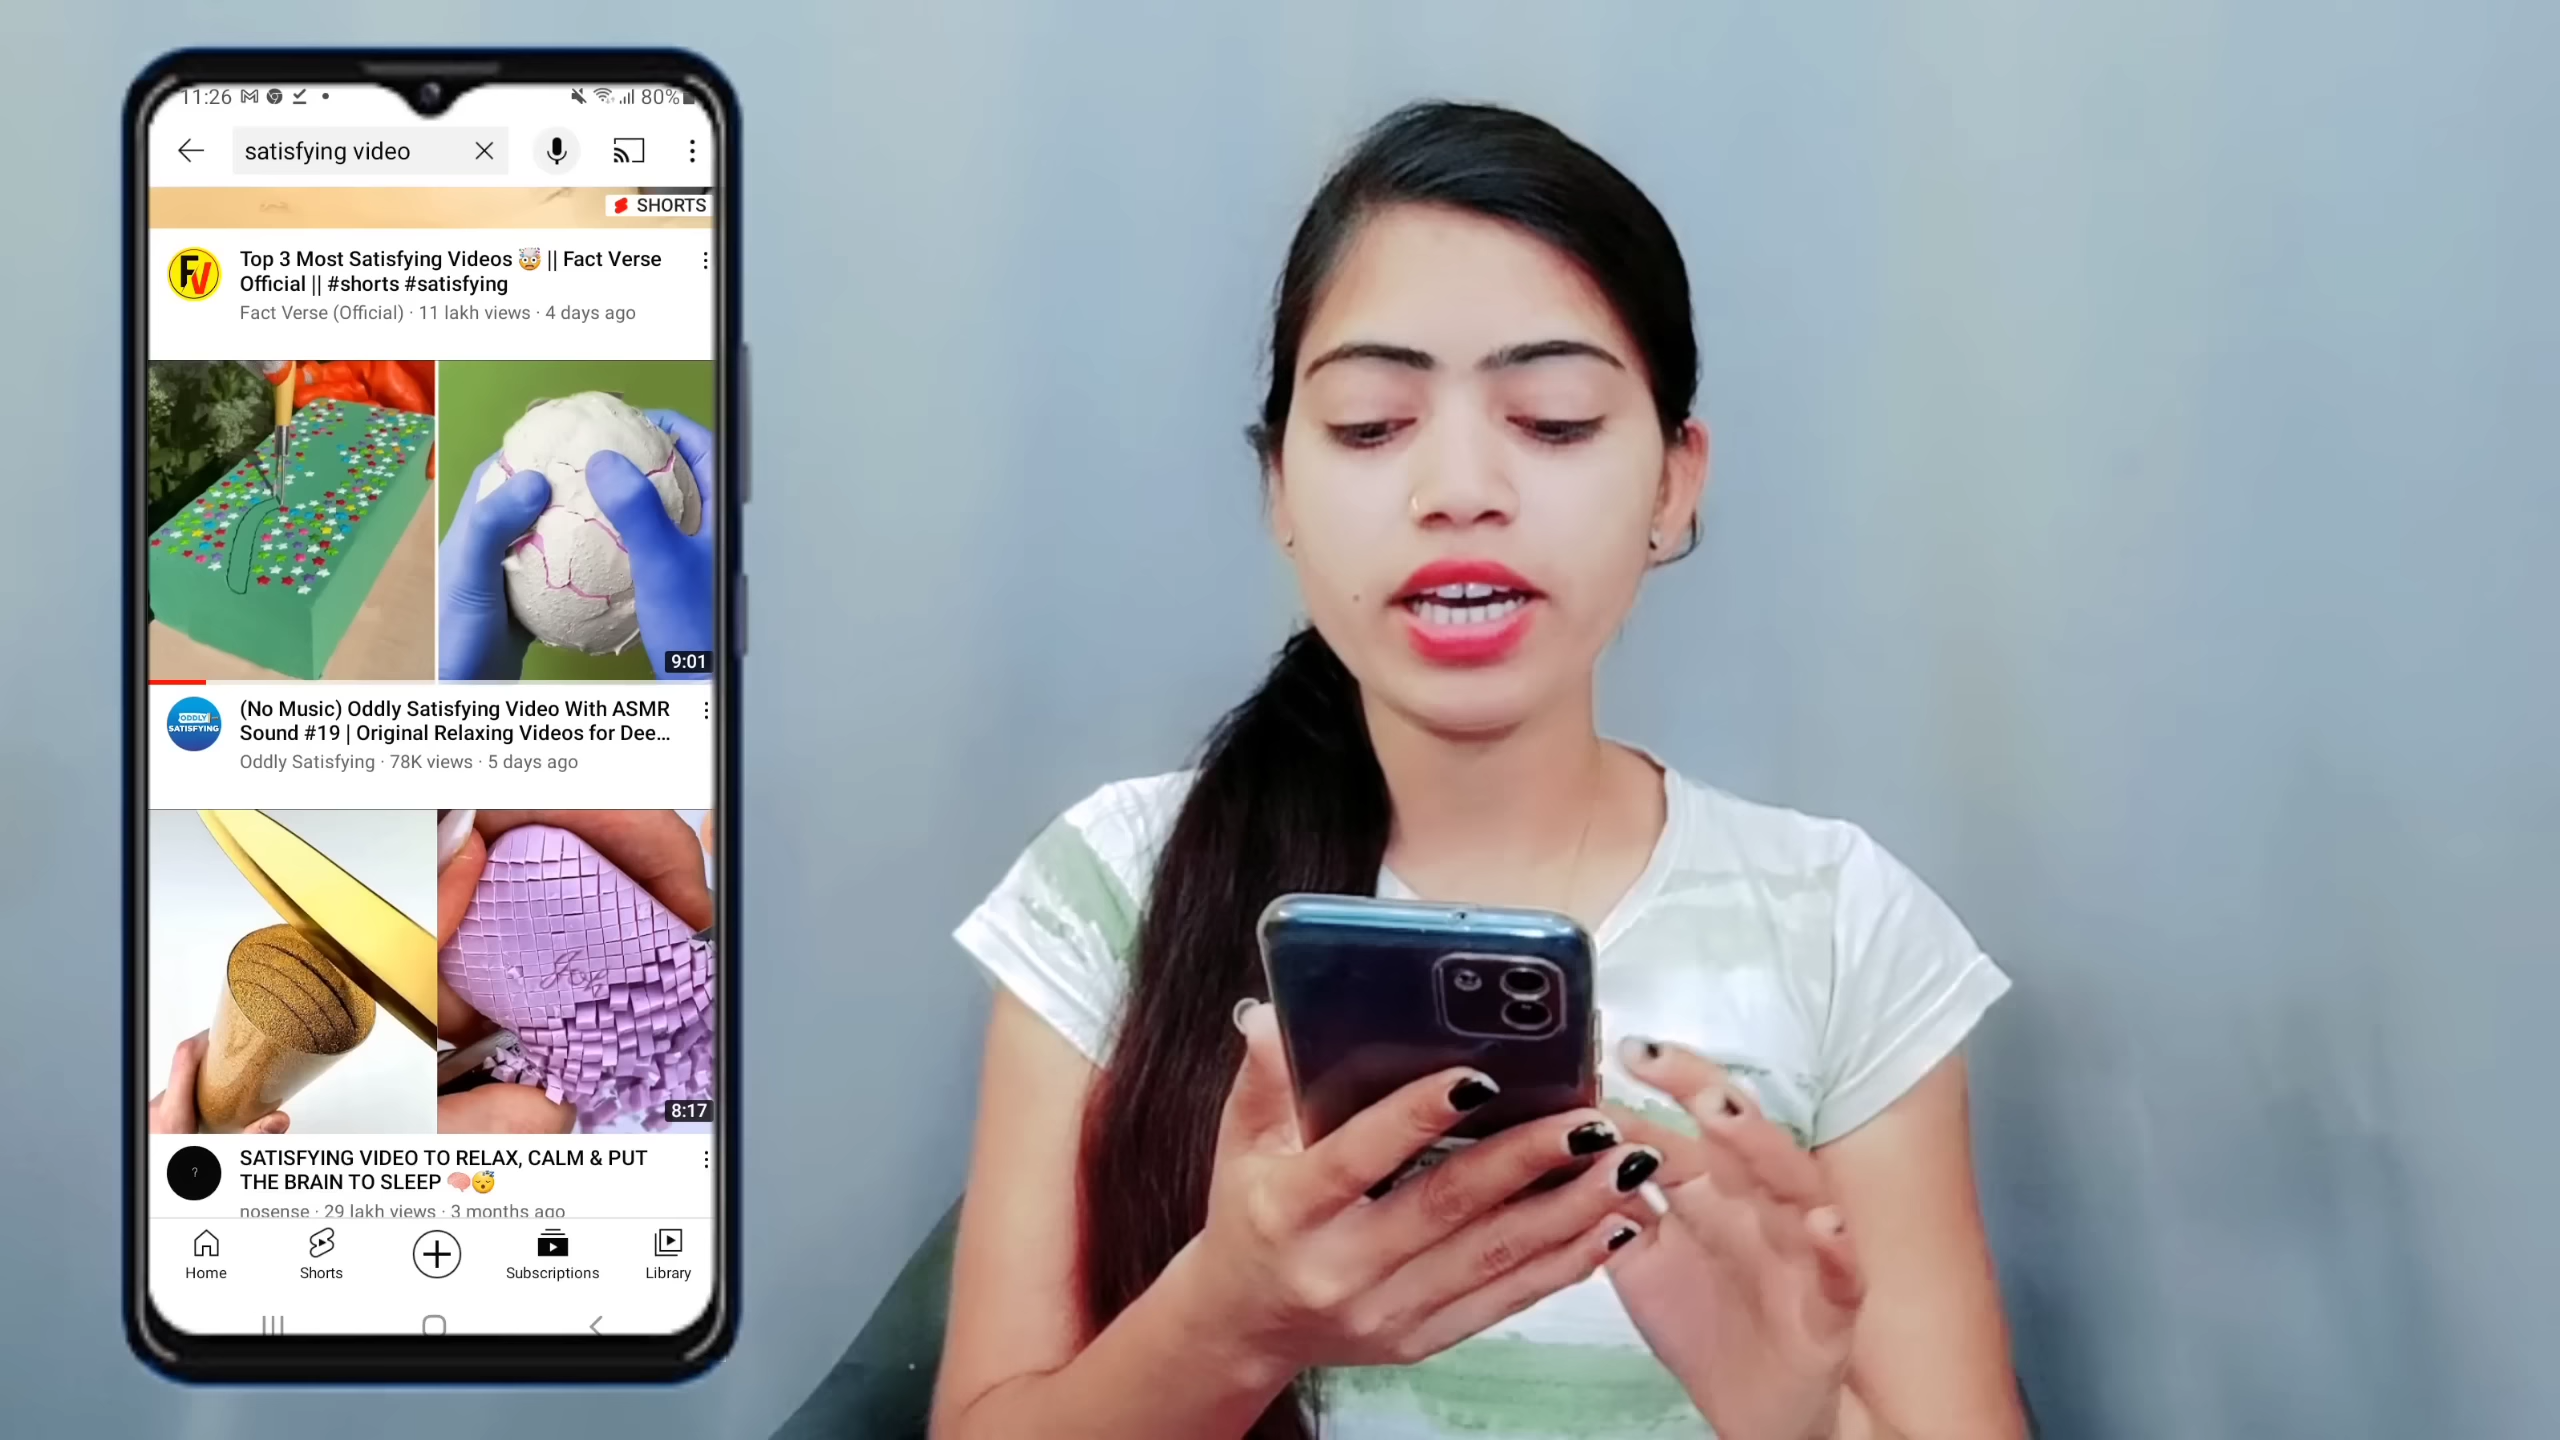 11:26
80%
satisfying video
SHORTS
FV
Top 3 Most Satisfying Videos 🤯 || Fact Verse
Official || #shorts #satisfying
Fact Verse (Official) · 11 lakh views · 4 days ago
9:01
ODDLY
SATISFYING
(No Music) Oddly Satisfying Video With ASMR
Sound #19 | Original Relaxing Videos for Dee...
Oddly Satisfying · 78K views · 5 days ago
8:17
?
SATISFYING VIDEO TO RELAX, CALM & PUT
THE BRAIN TO SLEEP 🧠😴
nosense · 29 lakh views · 3 months ago
Home
Shorts
Subscriptions
Library